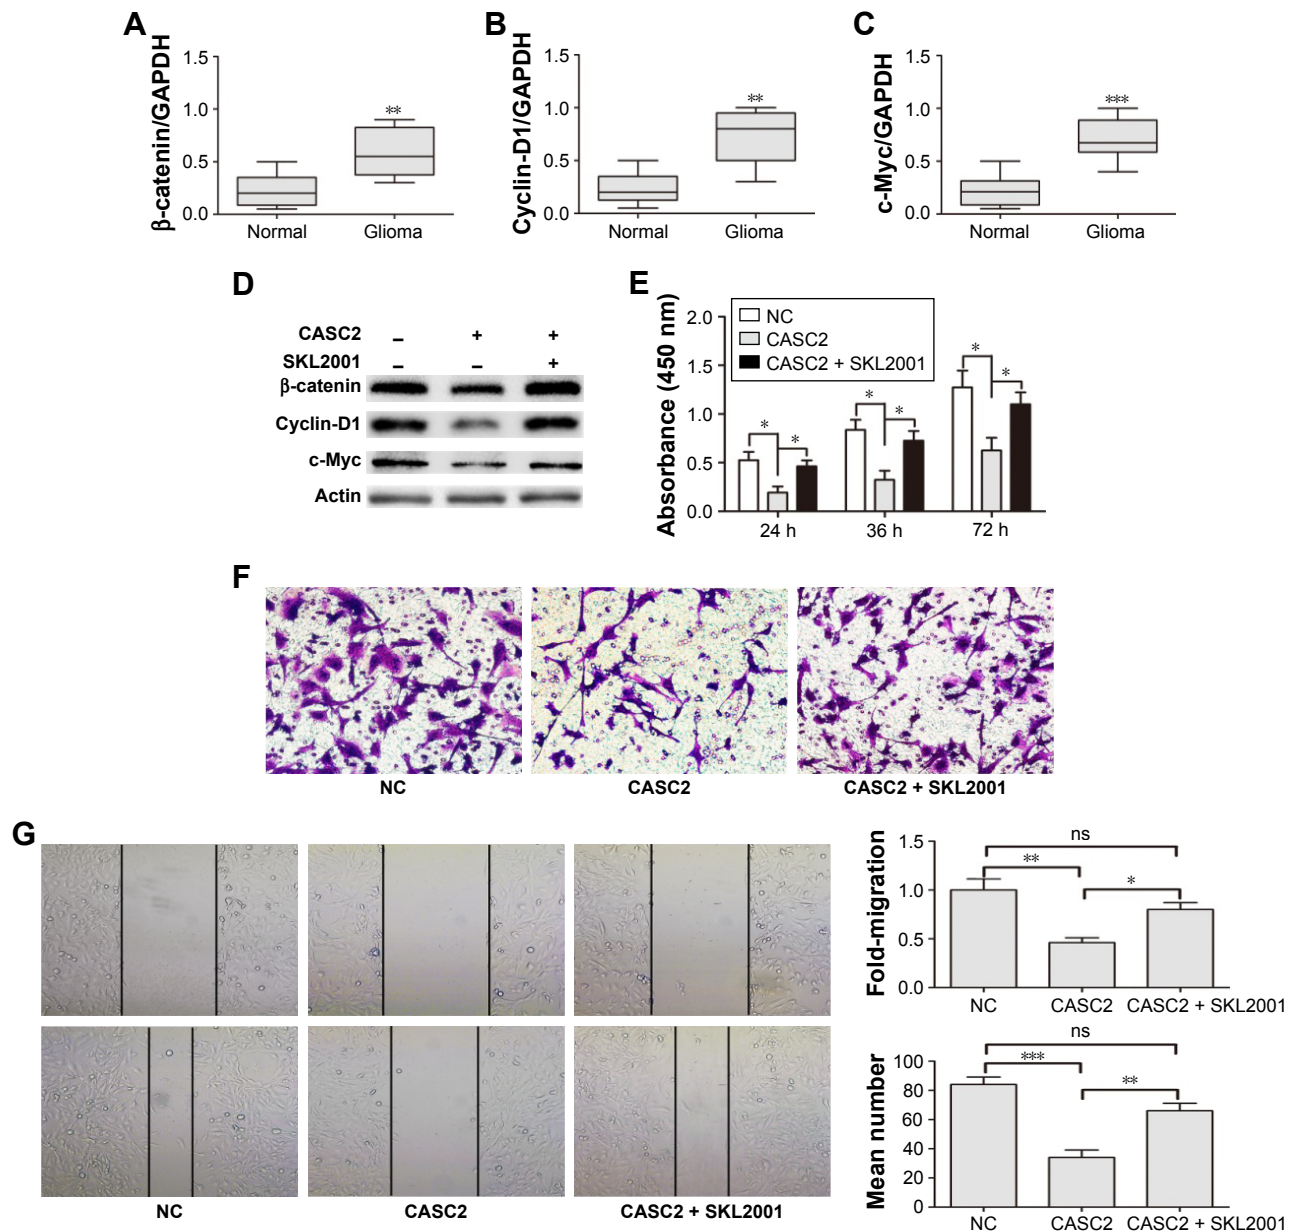 A
β-catenin/GAPDH
1.5
1.0
0.5
0.0
**
Normal Glioma
B
Cyclin-D1/GAPDH
1.5
1.0
0.5
0.0
**
Normal Glioma
C
c-Myc/GAPDH
1.5
1.0
0.5
0.0
***
Normal Glioma
D
CASC2 – + +
SKL2001 – – +
β-catenin
Cyclin-D1
c-Myc
Actin
E
Absorbance (450 nm)
2.0
1.5
1.0
0.5
0.0
NC
CASC2
CASC2 + SKL2001
* *
* *
* *
24 h 36 h 72 h
F
NC CASC2 CASC2 + SKL2001
G
NC CASC2 CASC2 + SKL2001
Fold-migration
1.5
1.0
0.5
0.0
ns
** *
NC CASC2 CASC2 + SKL2001
Mean number
100
80
60
40
20
0
ns
*** **
NC CASC2 CASC2 + SKL2001